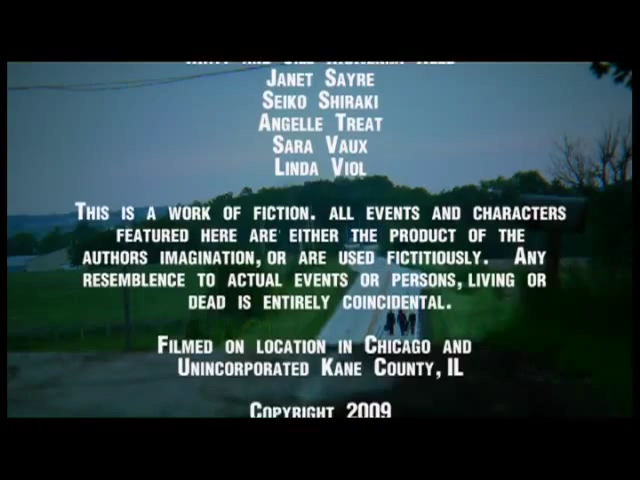 Janet Sayre
Seiko Shiraki
Angelle Treat
Sara Vaux
Linda Viol
This is a work of fiction. all events and characters
featured here are either the product of the
authors imagination, or are used fictitiously. Any
resemblence to actual events or persons, living or
dead is entirely coincidental.
Filmed on location in Chicago and
Unincorporated Kane County, IL
Copyright 2009